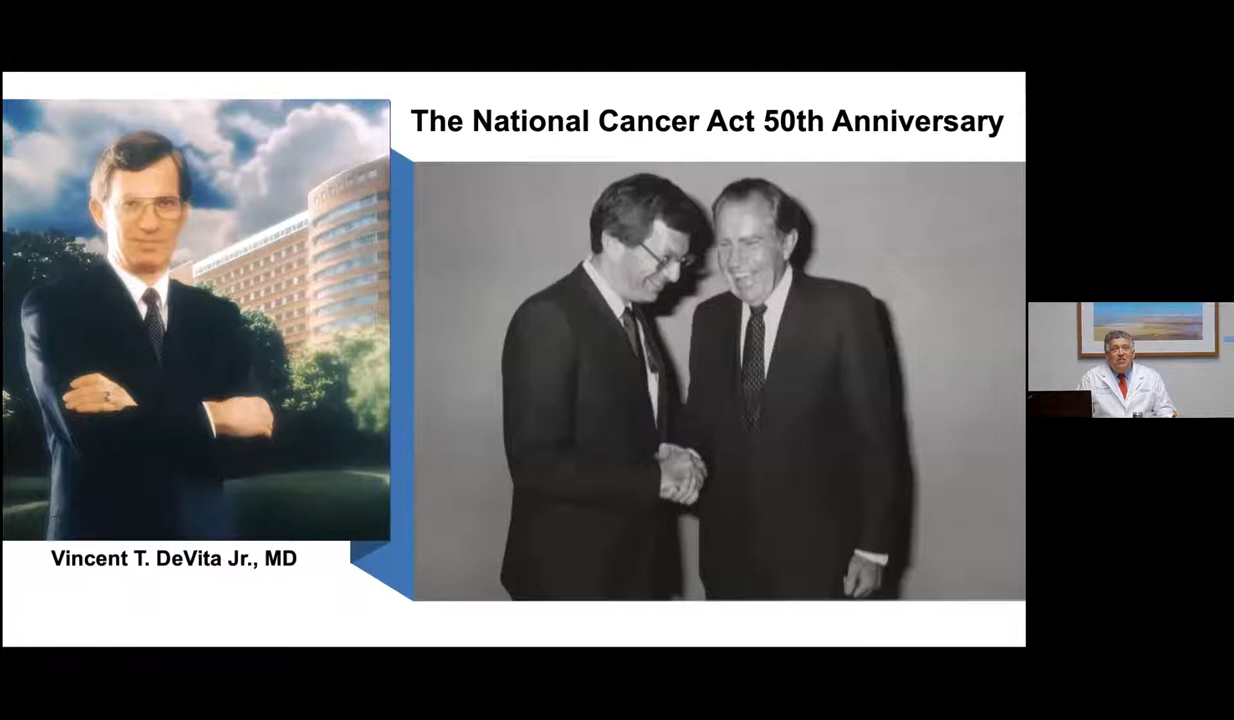 The National Cancer Act 50th Anniversary
Vincent T. DeVita Jr., MD